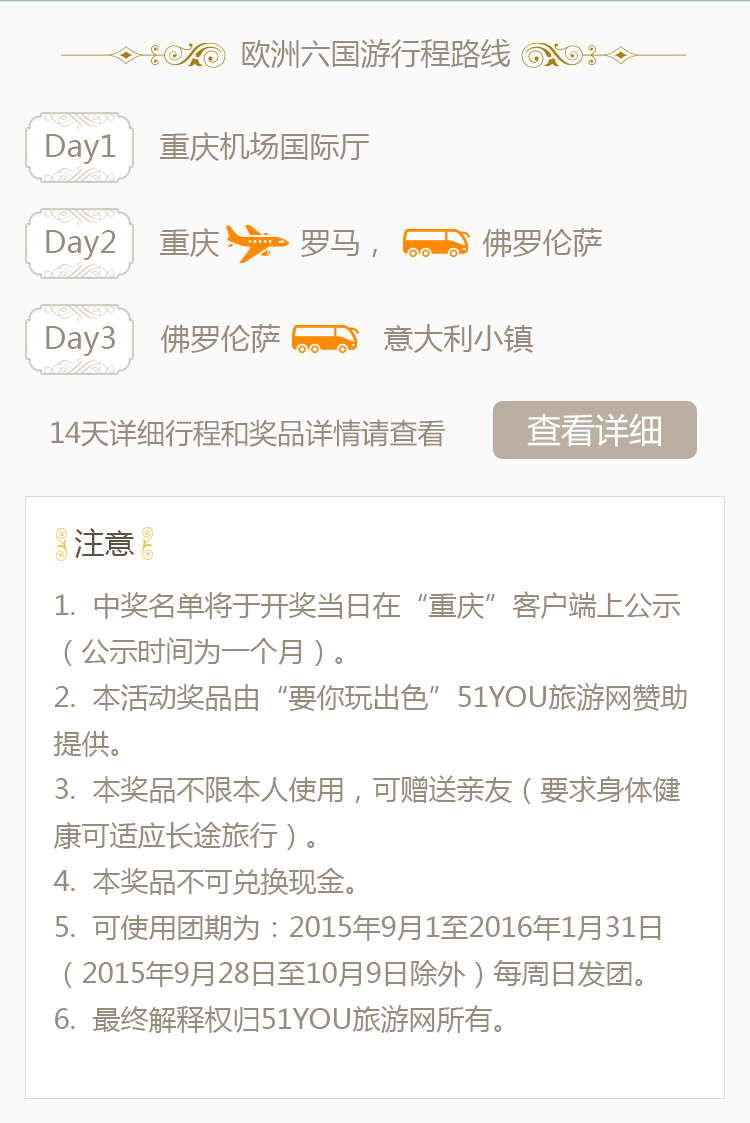 欧洲六国游行程路线
Day1 重庆机场国际厅
Day2 重庆 罗马， 佛罗伦萨
Day3 佛罗伦萨 意大利小镇
14天详细行程和奖品详情请查看 查看详细
注意
1. 中奖名单将于开奖当日在“重庆”客户端上公示
（公示时间为一个月）。
2. 本活动奖品由“要你玩出色”51YOU旅游网赞助
提供。
3. 本奖品不限本人使用，可赠送亲友（要求身体健
康可适应长途旅行）。
4. 本奖品不可兑换现金。
5. 可使用团期为：2015年9月1至2016年1月31日
（2015年9月28日至10月9日除外）每周日发团。
6. 最终解释权归51YOU旅游网所有。